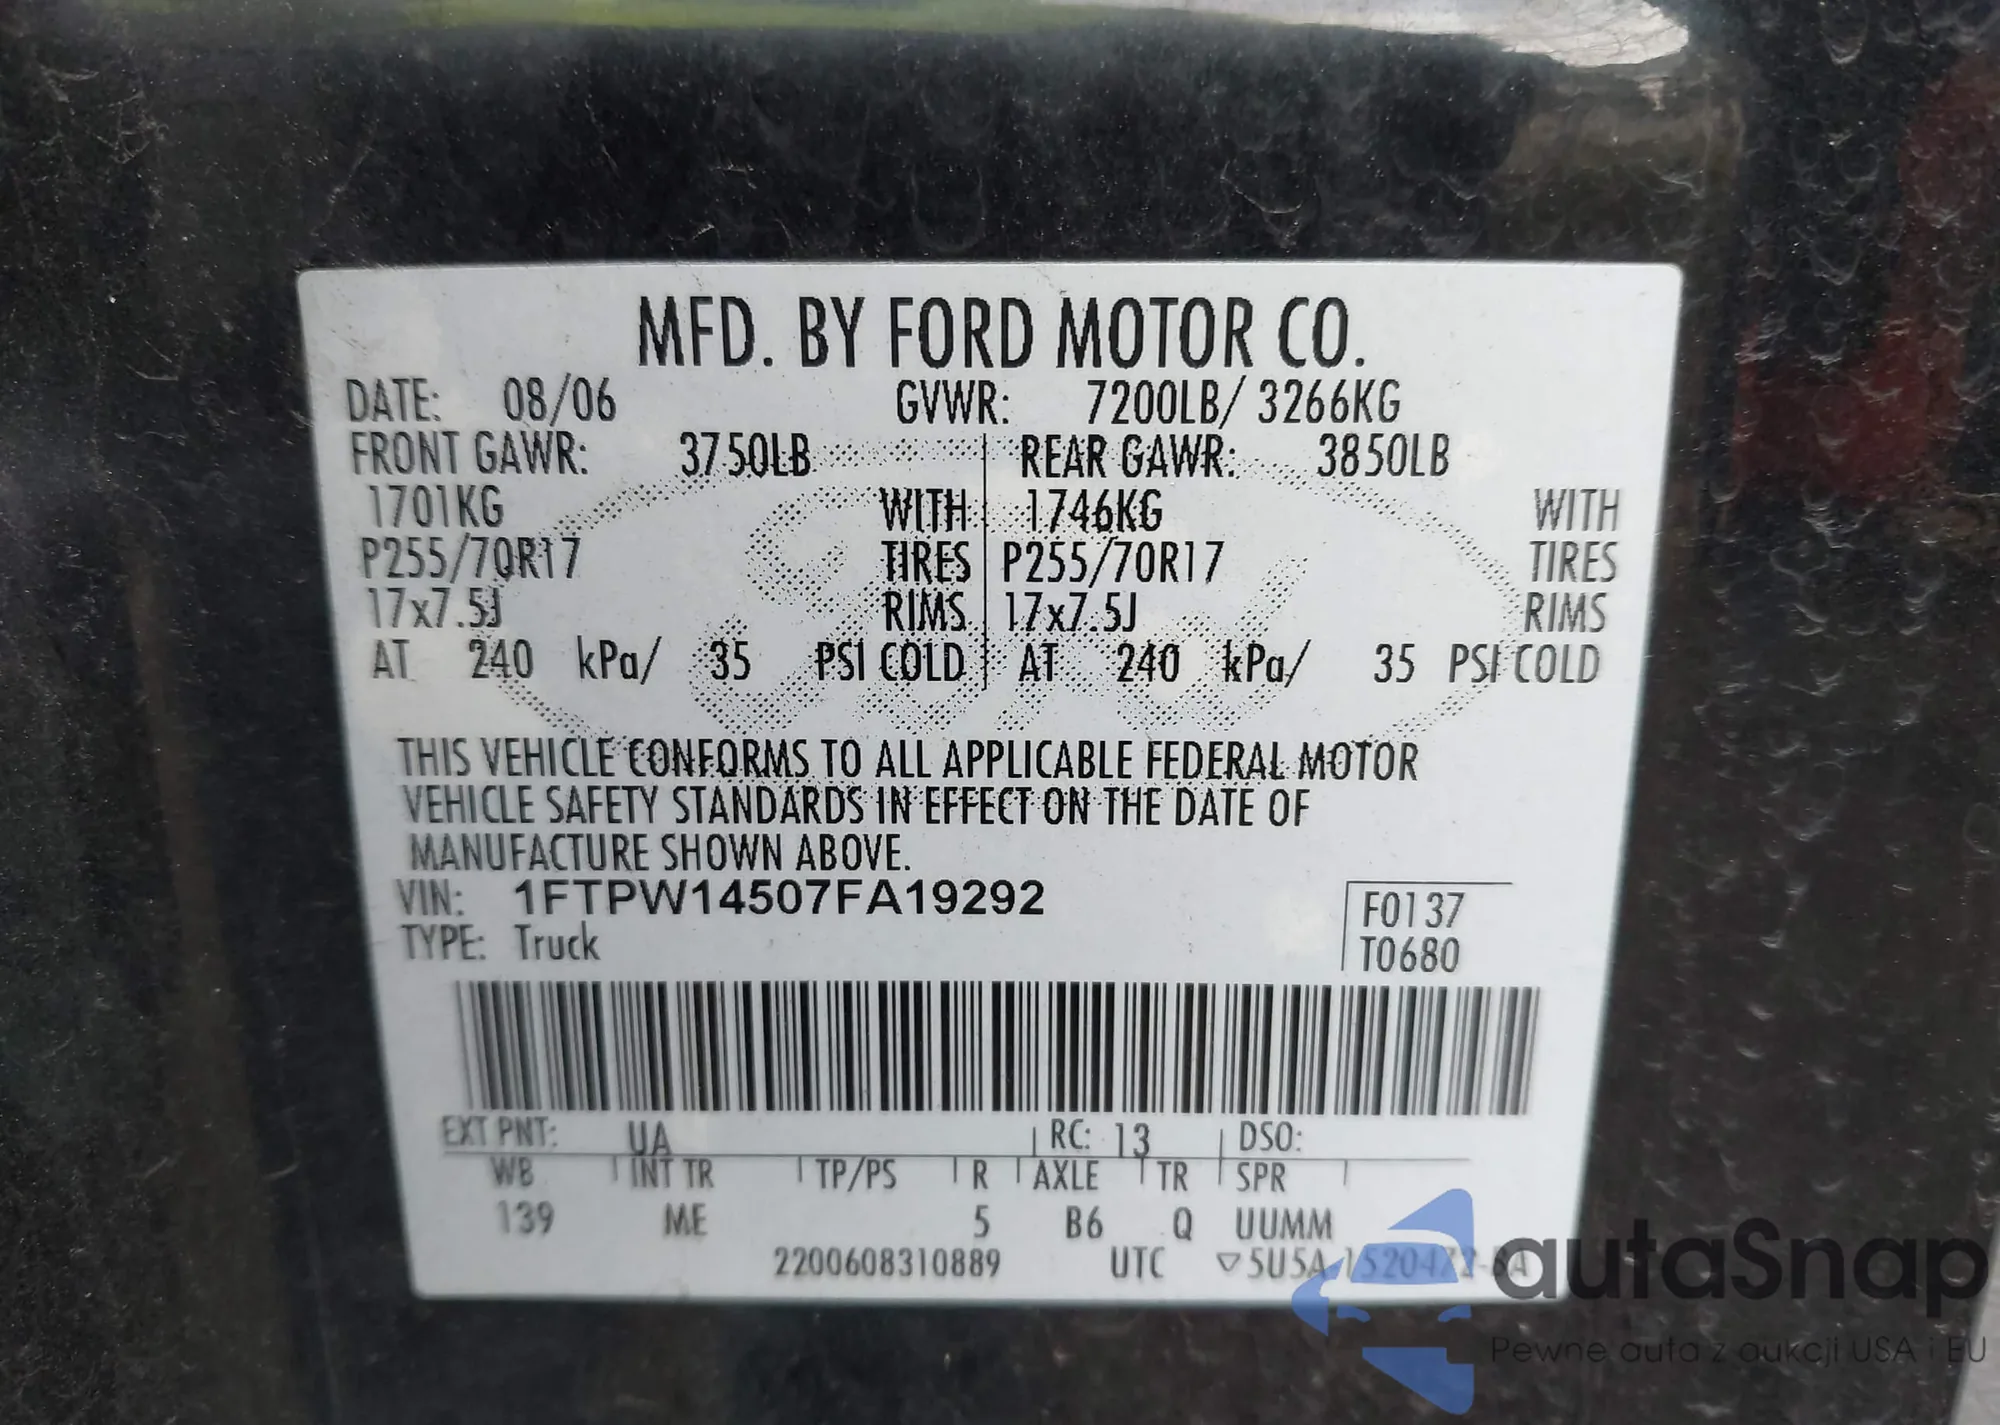 MFD. BY FORD MOTOR CO.
DATE: 08/06 GVWR: 7200LB/ 3266KG
FRONT GAWR: 3750LB REAR GAWR: 3850LB
1701KG WITH 1746KG WITH
P255/70R17 TIRES P255/70R17 TIRES
17x7.5J RIMS 17x7.5J RIMS
AT 240 kPa/ 35 PSI COLD AT 240 kPa/ 35 PSI COLD
THIS VEHICLE CONFORMS TO ALL APPLICABLE FEDERAL MOTOR
VEHICLE SAFETY STANDARDS IN EFFECT ON THE DATE OF
MANUFACTURE SHOWN ABOVE.
VIN: 1FTPW14507FA19292 F0137
TYPE: Truck T0680
EXT PNT: UA RC: 13 DSO:
WB INT TR TP/PS R AXLE TR SPR
139 ME 5 B6 Q UUMM
2200608310889 UTC ▽5U5A-1520472-BA
autaSnap
Pewne auta z aukcji USA i EU